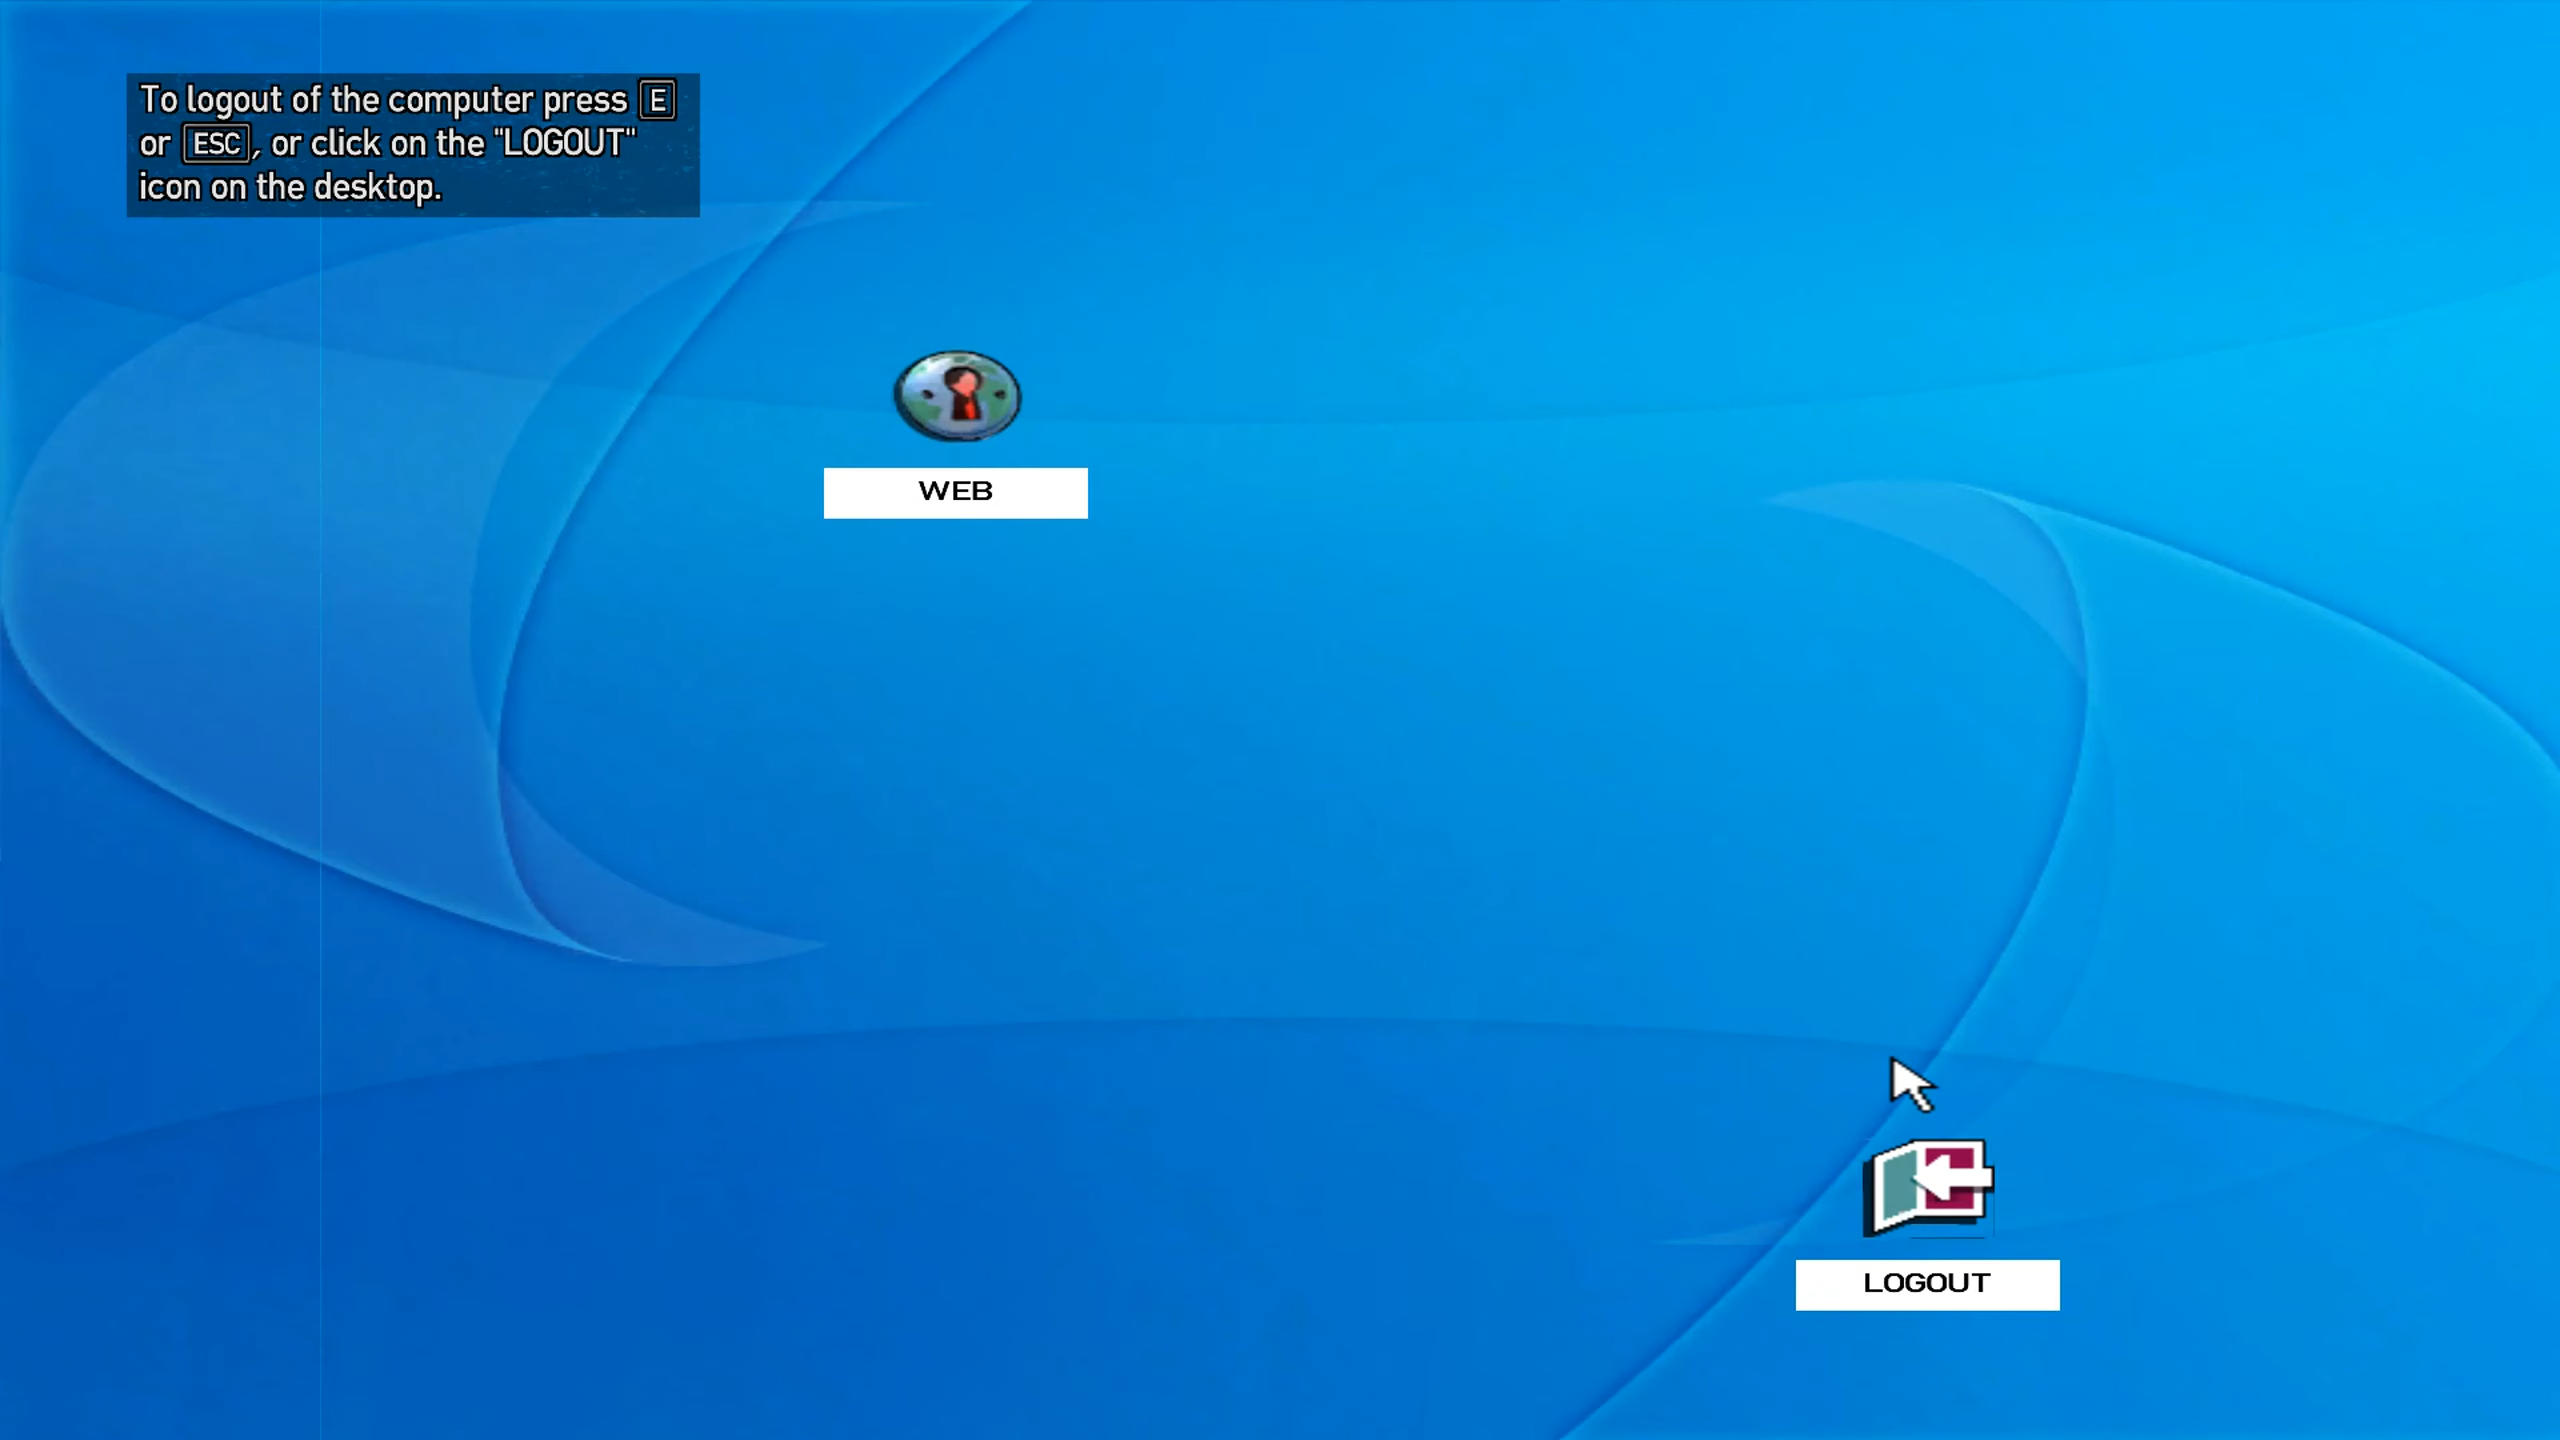 To logout of the computer press E
or ESC, or click on the "LOGOUT"
icon on the desktop.
WEB
LOGOUT